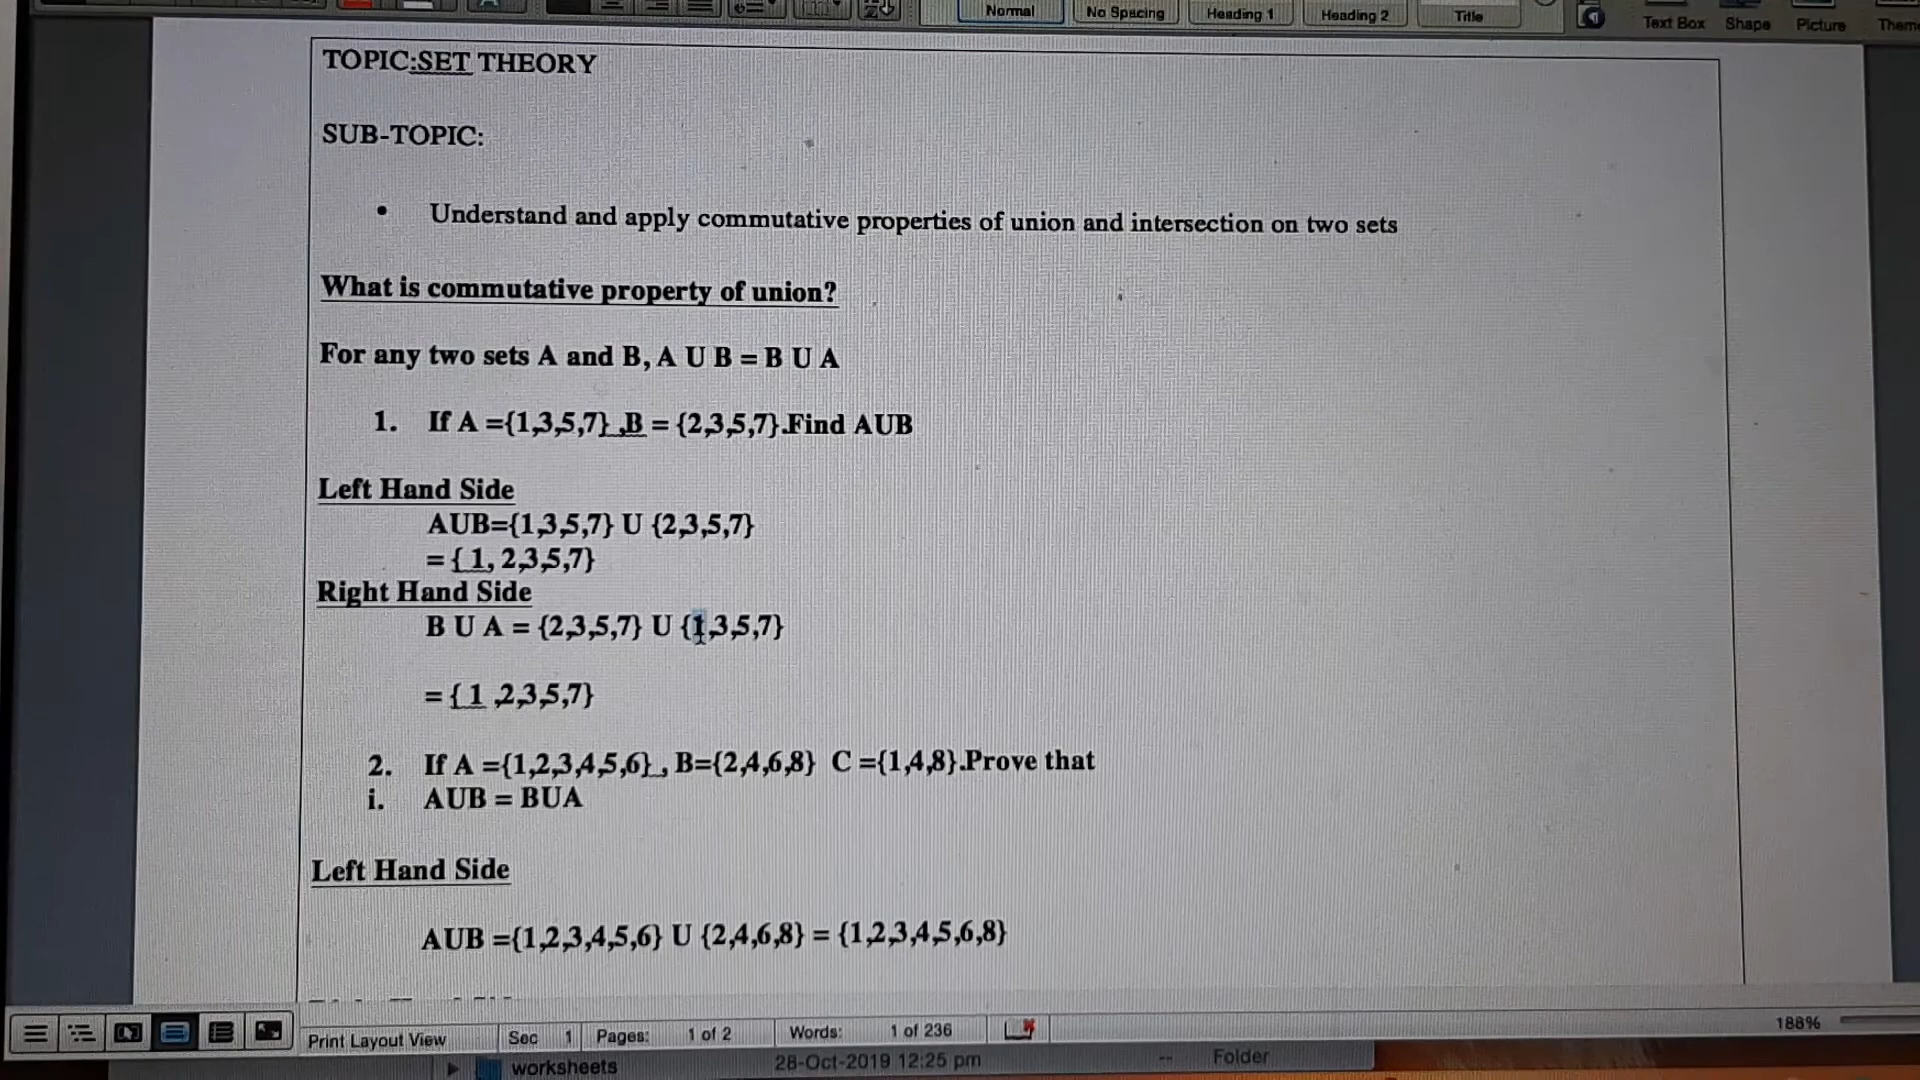 Normal No Spacing Heading 1 Heading 2 Title Text Box Shape Picture
TOPIC:SET THEORY
SUB-TOPIC:
• Understand and apply commutative properties of union and intersection on two sets
What is commutative property of union?
For any two sets A and B, A U B = B U A
1. If A ={1,3,5,7} ,B = {2,3,5,7}.Find AUB
Left Hand Side
AUB={1,3,5,7} U {2,3,5,7}
= { 1, 2,3,5,7}
Right Hand Side
B U A = {2,3,5,7} U {1,3,5,7}
= { 1 ,2,3,5,7}
2. If A ={1,2,3,4,5,6} , B={2,4,6,8} C ={1,4,8}.Prove that
i. AUB = BUA
Left Hand Side
AUB ={1,2,3,4,5,6} U {2,4,6,8} = {1,2,3,4,5,6,8}
Print Layout View Sec 1 Pages: 1 of 2 Words: 1 of 236 188%
worksheets 28-Oct-2019 12:25 pm -- Folder